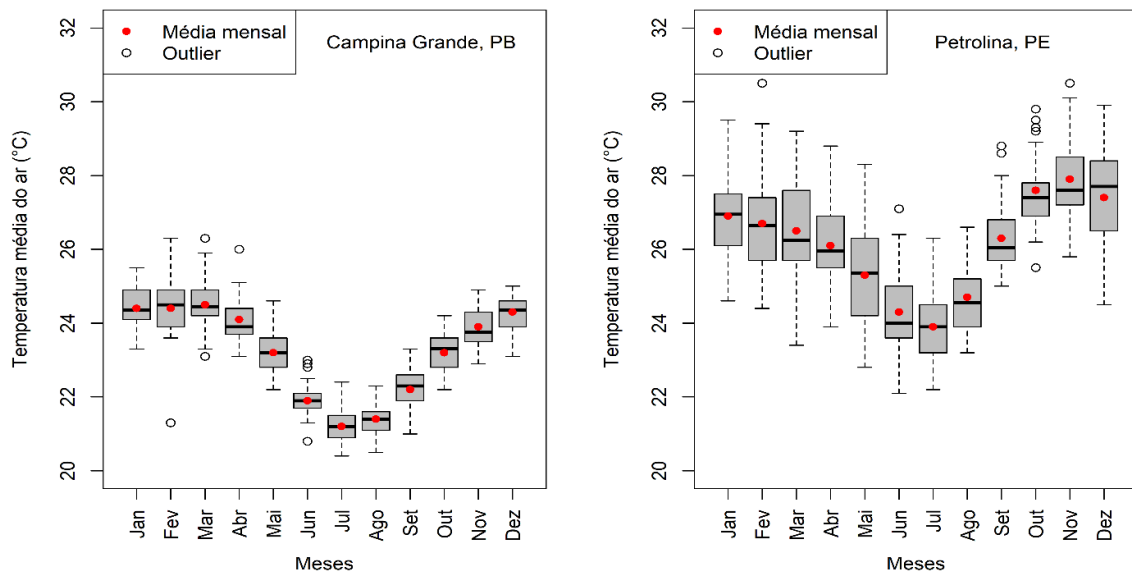 Média mensal
Outlier
Campina Grande, PB
Temperatura média do ar (°C)
32
30
28
26
24
22
20
Jan Fev Mar Abr Mai Jun Jul Ago Set Out Nov Dez
Meses
Média mensal
Outlier
Petrolina, PE
Temperatura média do ar (°C)
32
30
28
26
24
22
20
Jan Fev Mar Abr Mai Jun Jul Ago Set Out Nov Dez
Meses